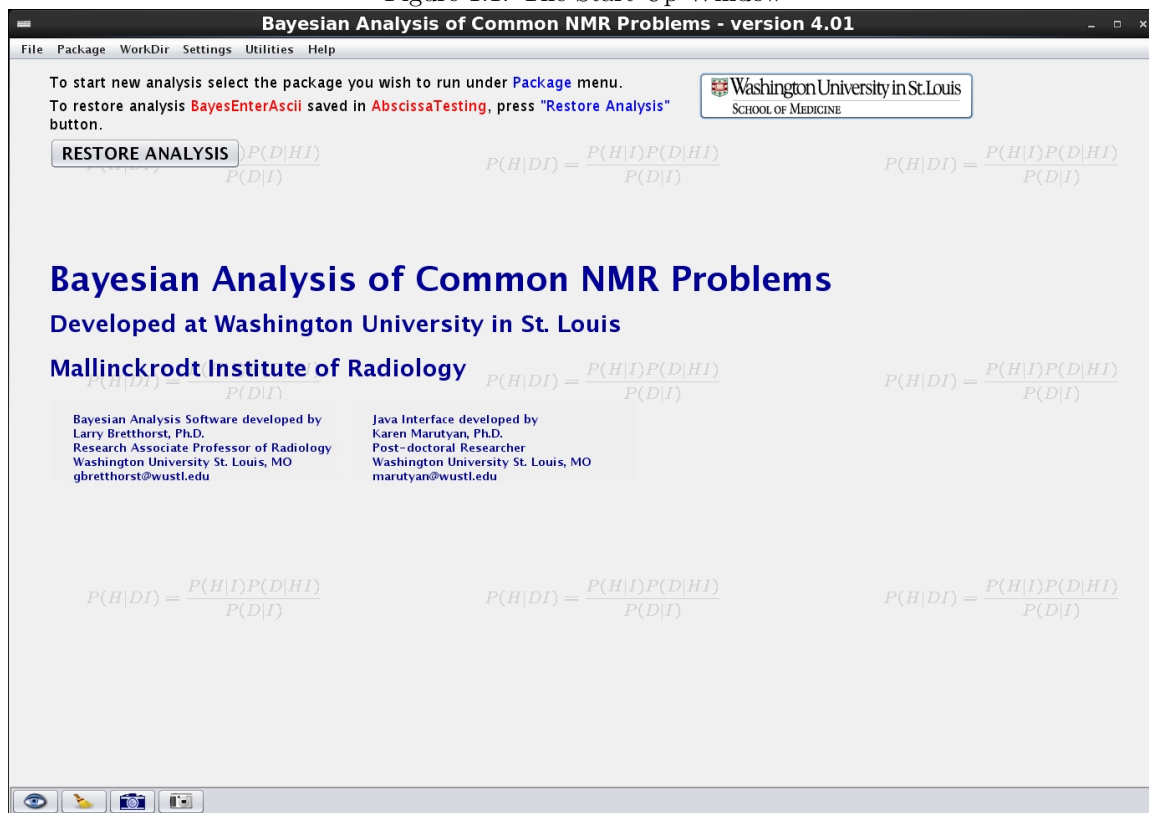 Figure 1.1: The Start Up Window
Bayesian Analysis of Common NMR Problems - version 4.01
File Package WorkDir Settings Utilities Help
To start new analysis select the package you wish to run under Package menu.
To restore analysis BayesEnterAscii saved in AbscissaTesting, press "Restore Analysis"
button.
Washington University in St. Louis
SCHOOL OF MEDICINE
RESTORE ANALYSIS
P(D|HI)
P(D|I)
P(H|DI) = P(H|I)P(D|HI)
P(D|I)
P(H|DI) = P(H|I)P(D|HI)
P(D|I)
Bayesian Analysis of Common NMR Problems
Developed at Washington University in St. Louis
Mallinckrodt Institute of Radiology
P(H|DI) =
P(D|I)
P(H|DI) = P(H|I)P(D|HI)
P(D|I)
P(H|DI) = P(H|I)P(D|HI)
P(D|I)
Bayesian Analysis Software developed by
Larry Bretthorst, Ph.D.
Research Associate Professor of Radiology
Washington University St. Louis, MO
gbretthorst@wustl.edu
Java Interface developed by
Karen Marutyan, Ph.D.
Post-doctoral Researcher
Washington University St. Louis, MO
marutyan@wustl.edu
P(H|DI) = P(H|I)P(D|HI)
P(D|I)
P(H|DI) = P(H|I)P(D|HI)
P(D|I)
P(H|DI) = P(H|I)P(D|HI)
P(D|I)